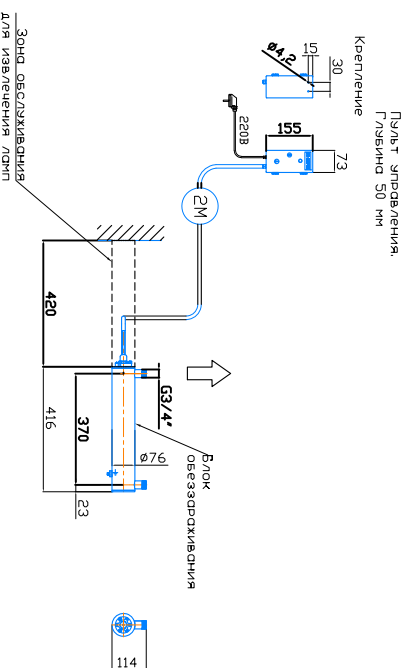 Пульт управления.
Глубина 50 мм
Крепление
30
15
ø4,2
73
155
220В
2М
Зона обслуживания
для извлечения ламп
420
416
370
23
G3/4"
ø76
Блок
обеззараживания
114